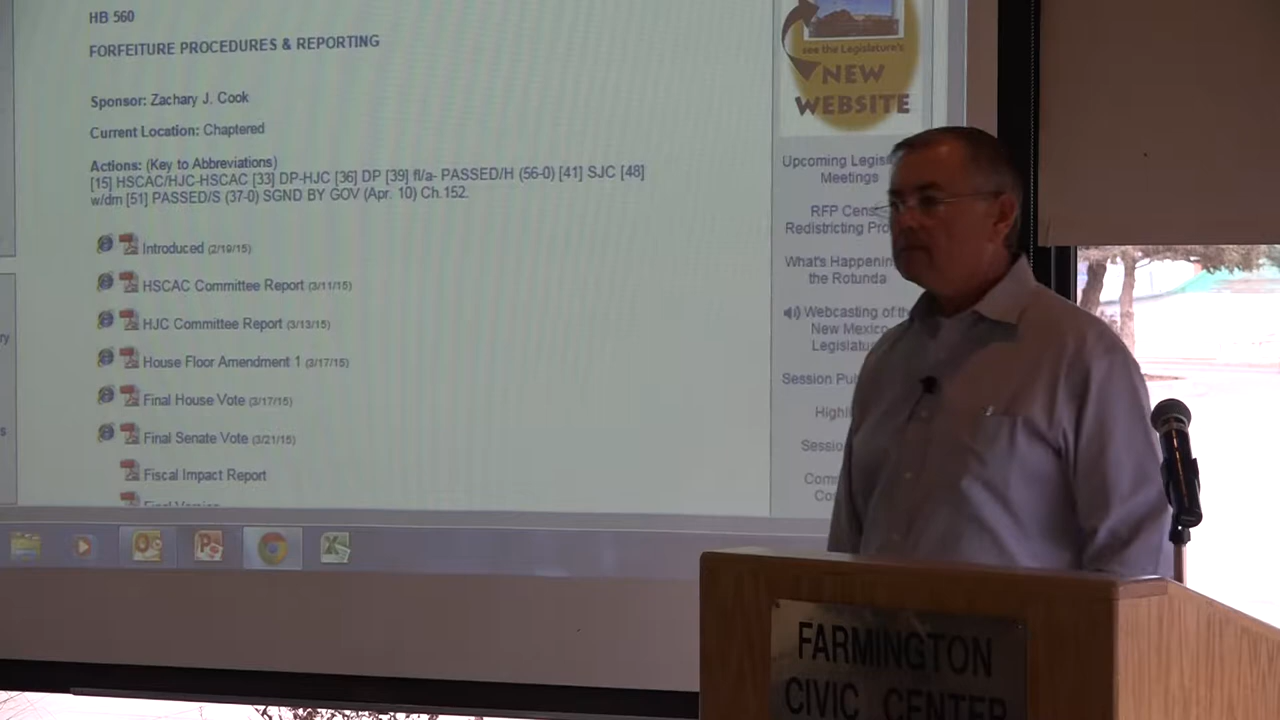 HB 560
FORFEITURE PROCEDURES & REPORTING
Sponsor: Zachary J. Cook
Current Location: Chaptered
Actions: (Key to Abbreviations)
[15] HSCAC/HJC-HSCAC [33] DP-HJC [36] DP [39] fl/a- PASSED/H (56-0) [41] SJC [48]
w/dm [51] PASSED/S (37-0) SGND BY GOV (Apr. 10) Ch.152.
Introduced (2/19/15)
HSCAC Committee Report (3/11/15)
HJC Committee Report (3/13/15)
House Floor Amendment 1 (3/17/15)
Final House Vote (3/17/15)
Final Senate Vote (3/21/15)
Fiscal Impact Report
see the Legislature's
NEW
WEBSITE
Upcoming
Meetings
RFP
Redistricting
What's
the Rotunda
Webcasting of
New Mexico
Session
FARMINGTON
CIVIC CENTER